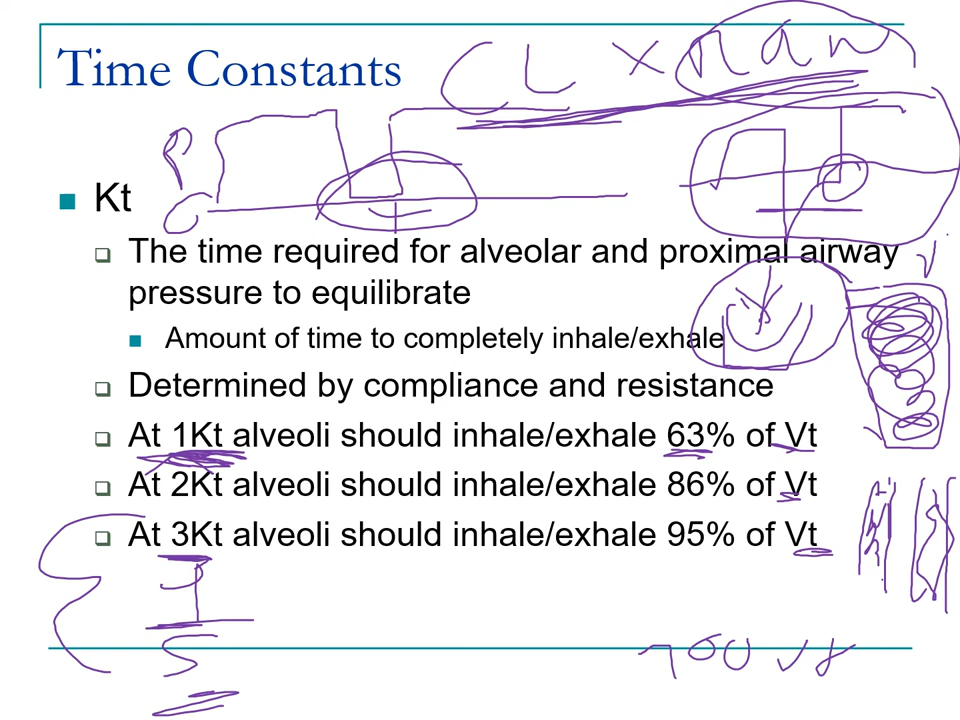 Time Constants
CL x Raw
P
Kt
The time required for alveolar and proximal airway
pressure to equilibrate
Amount of time to completely inhale/exhale
Determined by compliance and resistance
At 1Kt alveoli should inhale/exhale 63% of Vt
At 2Kt alveoli should inhale/exhale 86% of Vt
At 3Kt alveoli should inhale/exhale 95% of Vt
5
700 Vt